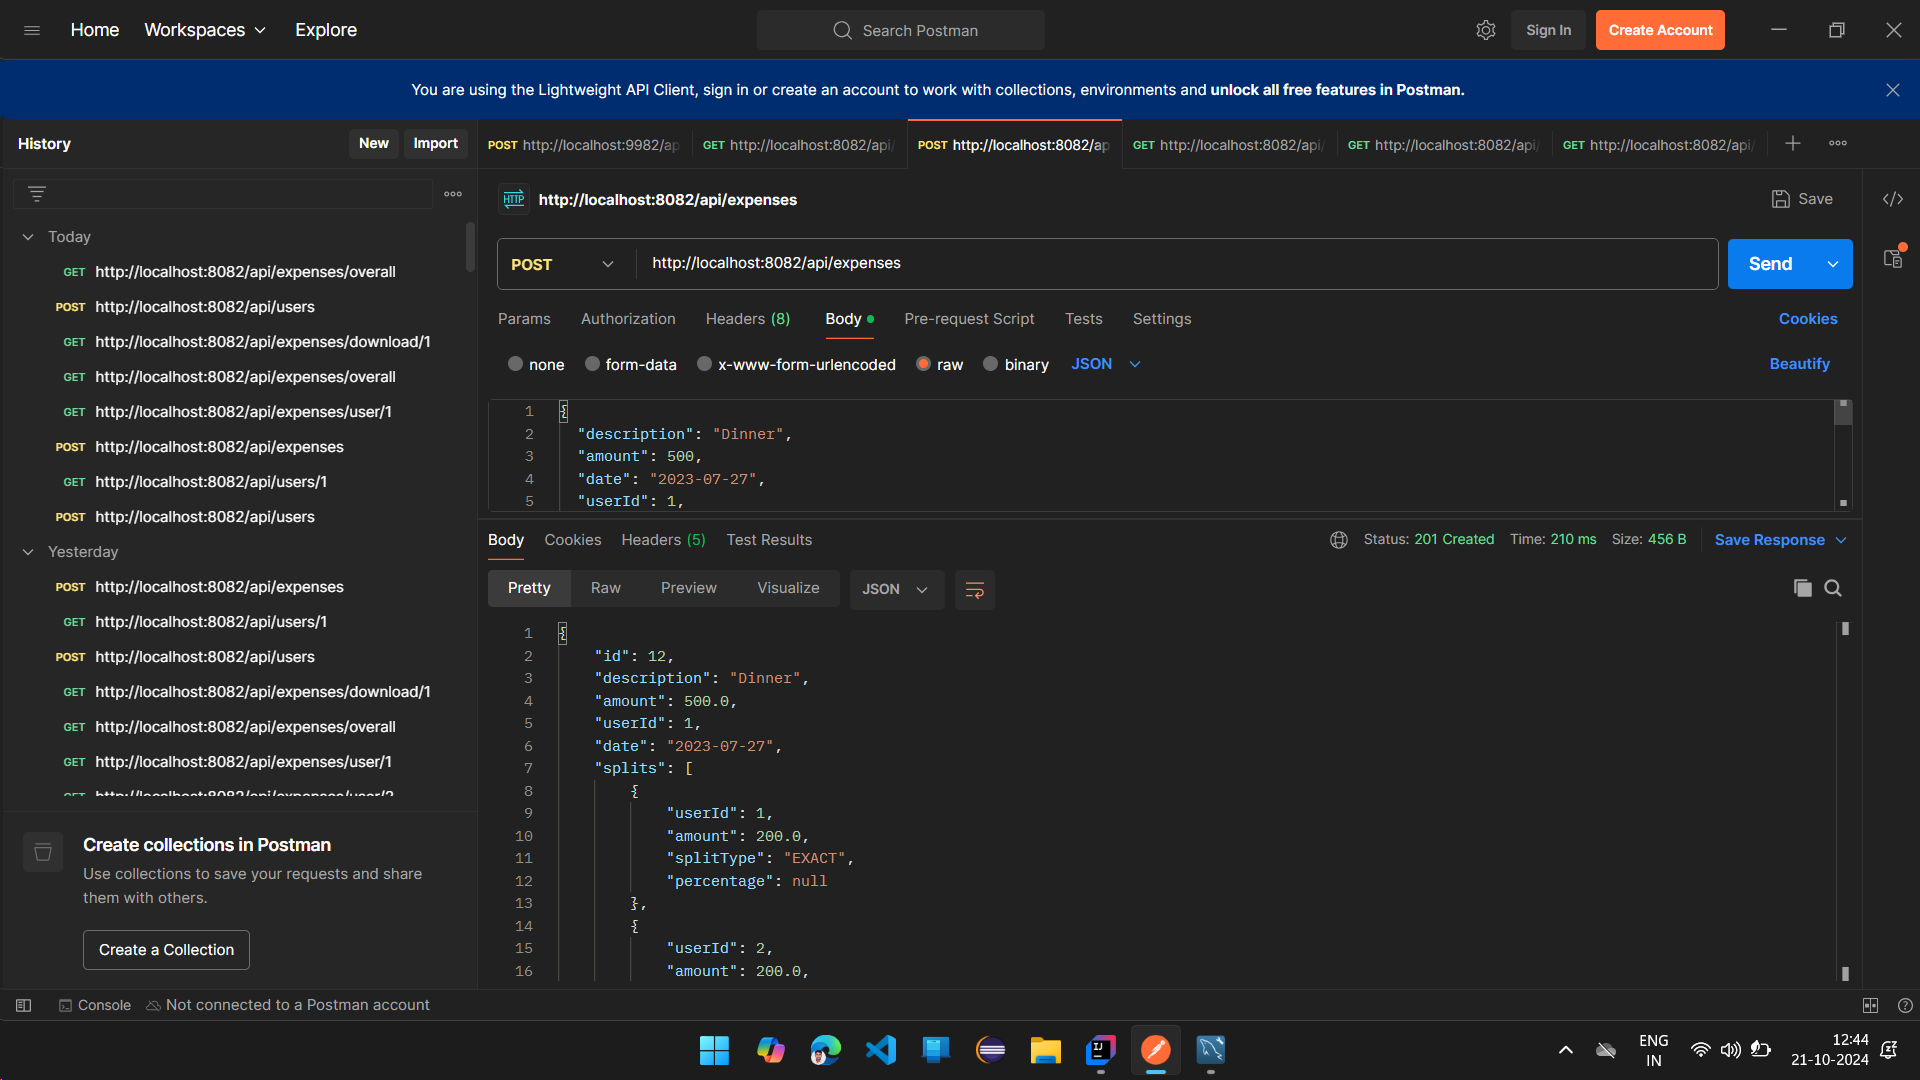 Home Workspaces Explore Search Postman Sign In Create Account
You are using the Lightweight API Client, sign in or create an account to work with collections, environments and unlock all free features in Postman.
History New Import
POST http://localhost:9982/ap GET http://localhost:8082/api/ POST http://localhost:8082/ap GET http://localhost:8082/api/ GET http://localhost:8082/api/ GET http://localhost:8082/api/
Today
GET http://localhost:8082/api/expenses/overall
POST http://localhost:8082/api/users
GET http://localhost:8082/api/expenses/download/1
GET http://localhost:8082/api/expenses/overall
GET http://localhost:8082/api/expenses/user/1
POST http://localhost:8082/api/expenses
GET http://localhost:8082/api/users/1
POST http://localhost:8082/api/users
Yesterday
POST http://localhost:8082/api/expenses
GET http://localhost:8082/api/users/1
POST http://localhost:8082/api/users
GET http://localhost:8082/api/expenses/download/1
GET http://localhost:8082/api/expenses/overall
GET http://localhost:8082/api/expenses/user/1
GET http://localhost:8082/api/expenses/user/2
Create collections in Postman
Use collections to save your requests and share
them with others.
Create a Collection
HTTP http://localhost:8082/api/expenses Save
POST http://localhost:8082/api/expenses Send
Params Authorization Headers (8) Body Pre-request Script Tests Settings Cookies
none form-data x-www-form-urlencoded raw binary JSON Beautify
1 {
2 "description": "Dinner",
3 "amount": 500,
4 "date": "2023-07-27",
5 "userId": 1,
Body Cookies Headers (5) Test Results Status: 201 Created Time: 210 ms Size: 456 B Save Response
Pretty Raw Preview Visualize JSON
1 {
2 "id": 12,
3 "description": "Dinner",
4 "amount": 500.0,
5 "userId": 1,
6 "date": "2023-07-27",
7 "splits": [
8 {
9 "userId": 1,
10 "amount": 200.0,
11 "splitType": "EXACT",
12 "percentage": null
13 },
14 {
15 "userId": 2,
16 "amount": 200.0,
Console Not connected to a Postman account
IJ
ENG
IN
12:44
21-10-2024